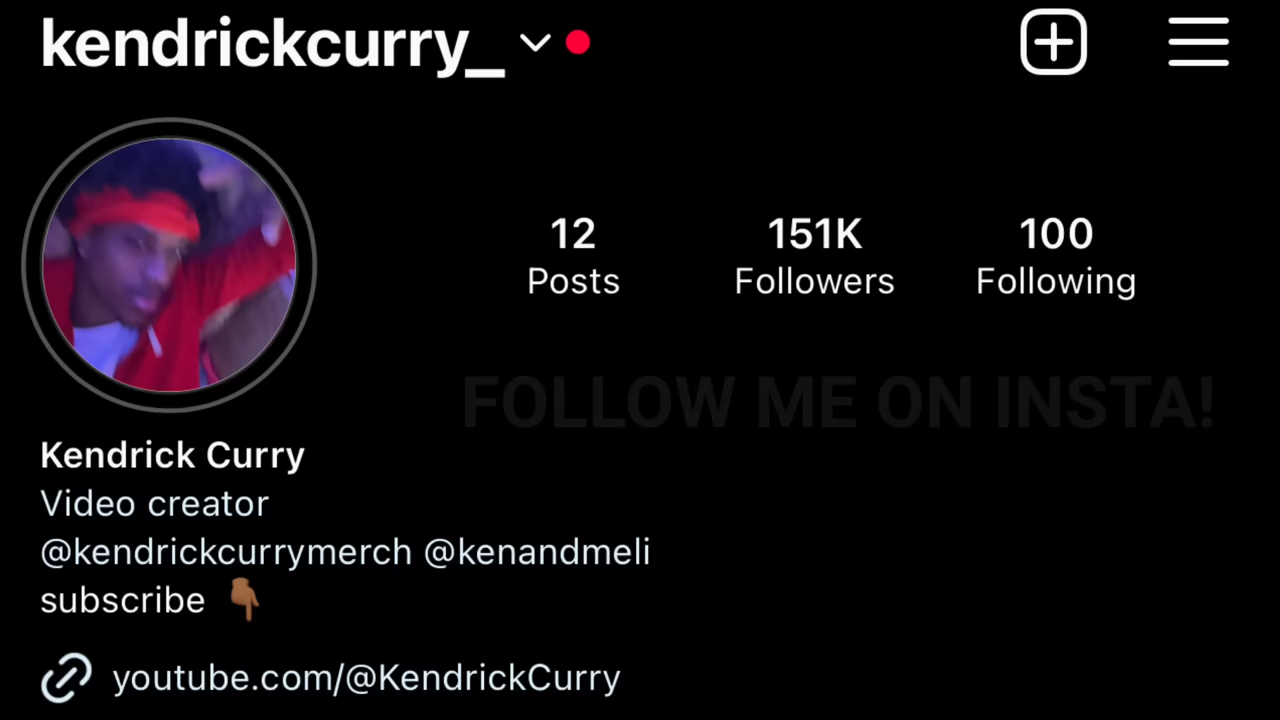 kendrickcurry_
12 151K 100
Posts Followers Following
FOLLOW ME ON INSTA!
Kendrick Curry
Video creator
@kendrickcurrymerch @kenandmeli
subscribe 👇🏾
youtube.com/@KendrickCurry